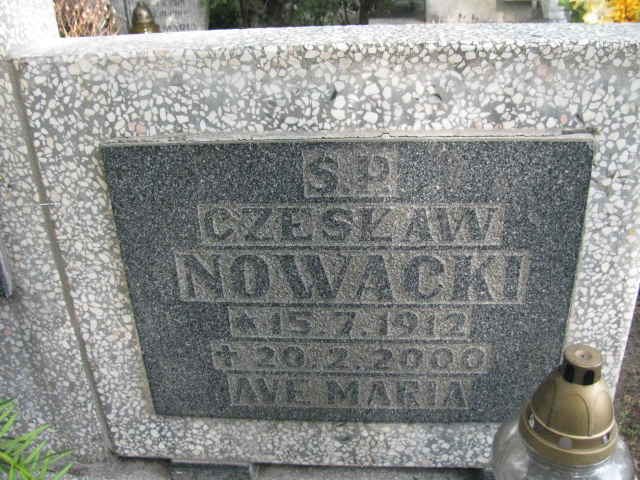 S.P.
CZESŁAW
NOWACKI
* 15.7.1912
+ 20.2.2000
AVE MARIA